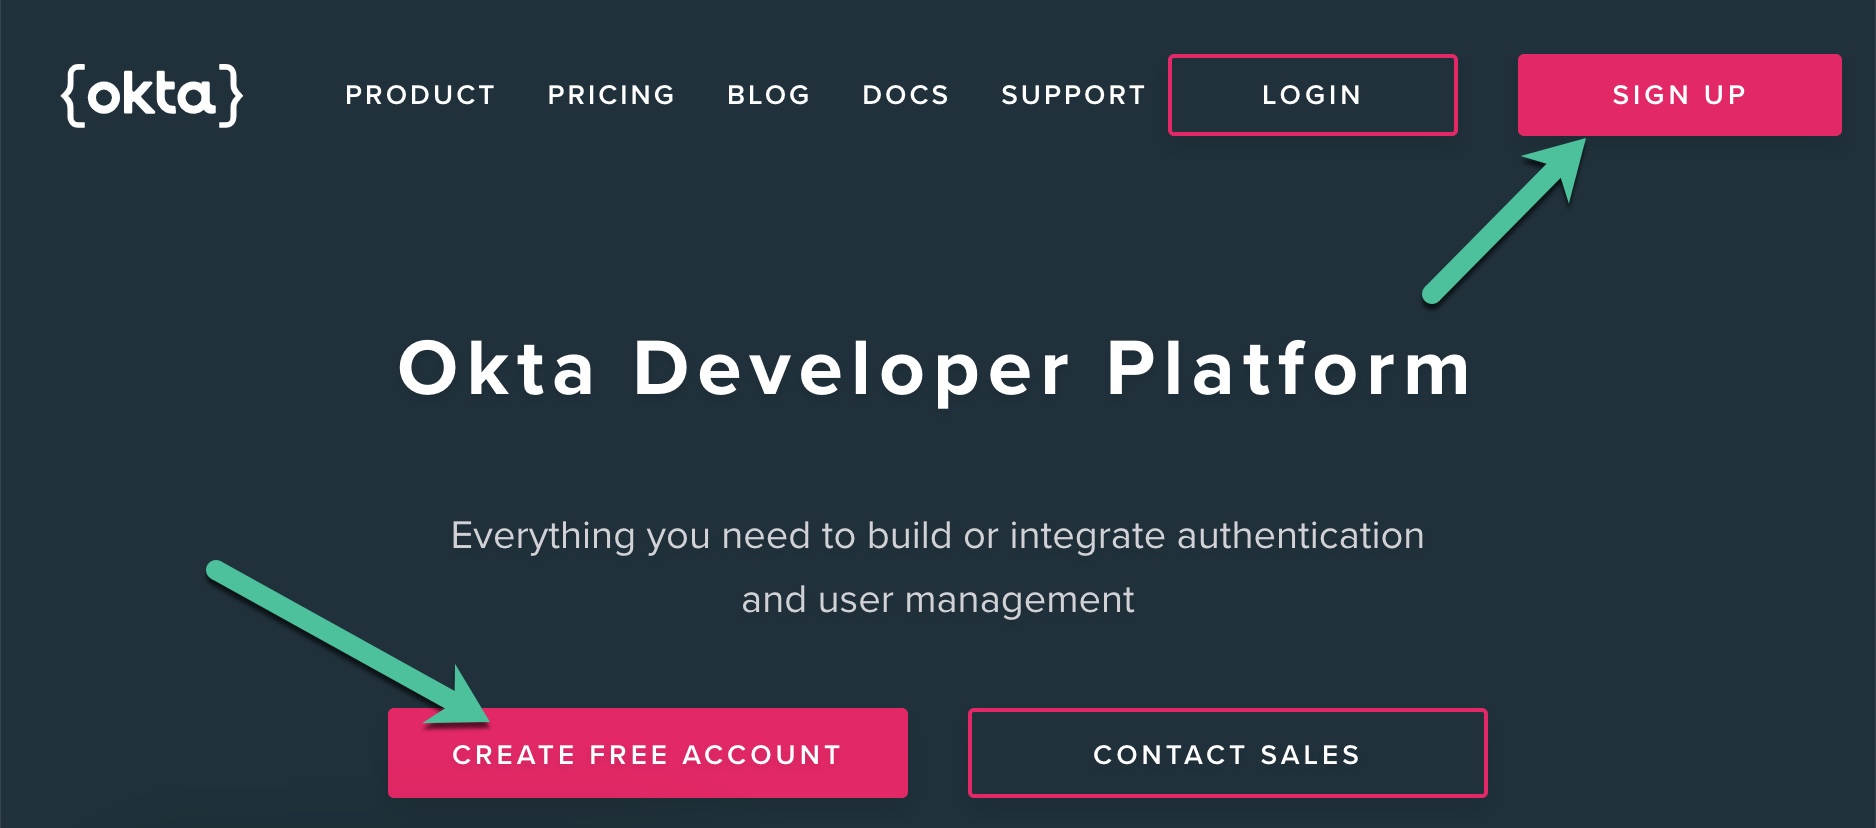 {okta}
PRODUCT PRICING BLOG DOCS SUPPORT LOGIN SIGN UP
Okta Developer Platform
Everything you need to build or integrate authentication
and user management
CREATE FREE ACCOUNT CONTACT SALES